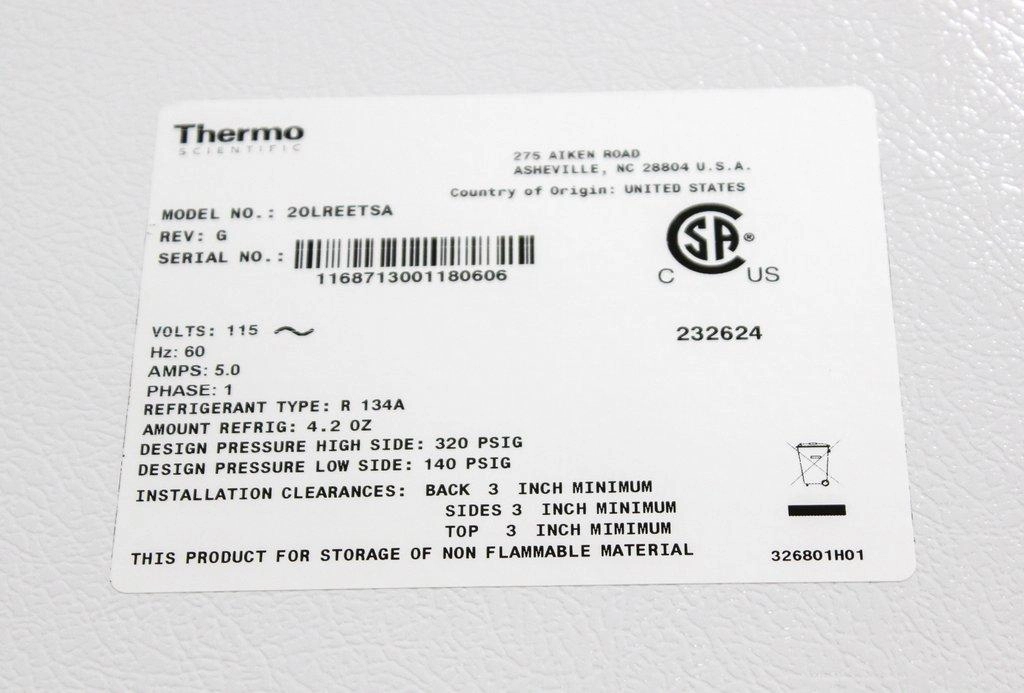 Thermo
SCIENTIFIC
275 AIKEN ROAD
ASHEVILLE, NC 28804 U.S.A.
Country of Origin: UNITED STATES
MODEL NO.: 20LREETSA
REV: G
SERIAL NO.:
1168713001180606
CSA®
C US
VOLTS: 115 ~
232624
Hz: 60
AMPS: 5.0
PHASE: 1
REFRIGERANT TYPE: R 134A
AMOUNT REFRIG: 4.2 OZ
DESIGN PRESSURE HIGH SIDE: 320 PSIG
DESIGN PRESSURE LOW SIDE: 140 PSIG
INSTALLATION CLEARANCES: BACK 3 INCH MINIMUM
SIDES 3 INCH MINIMUM
TOP 3 INCH MIMIMUM
THIS PRODUCT FOR STORAGE OF NON FLAMMABLE MATERIAL
326801H01